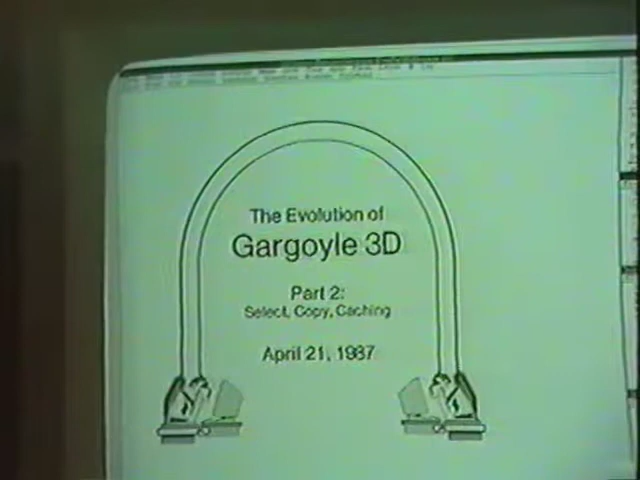 The Evolution of
Gargoyle 3D
Part 2:
Select, Copy, Caching
April 21, 1987